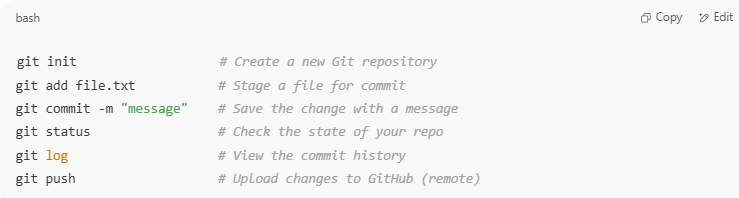 bash Copy Edit
git init # Create a new Git repository
git add file.txt # Stage a file for commit
git commit -m "message" # Save the change with a message
git status # Check the state of your repo
git log # View the commit history
git push # Upload changes to GitHub (remote)